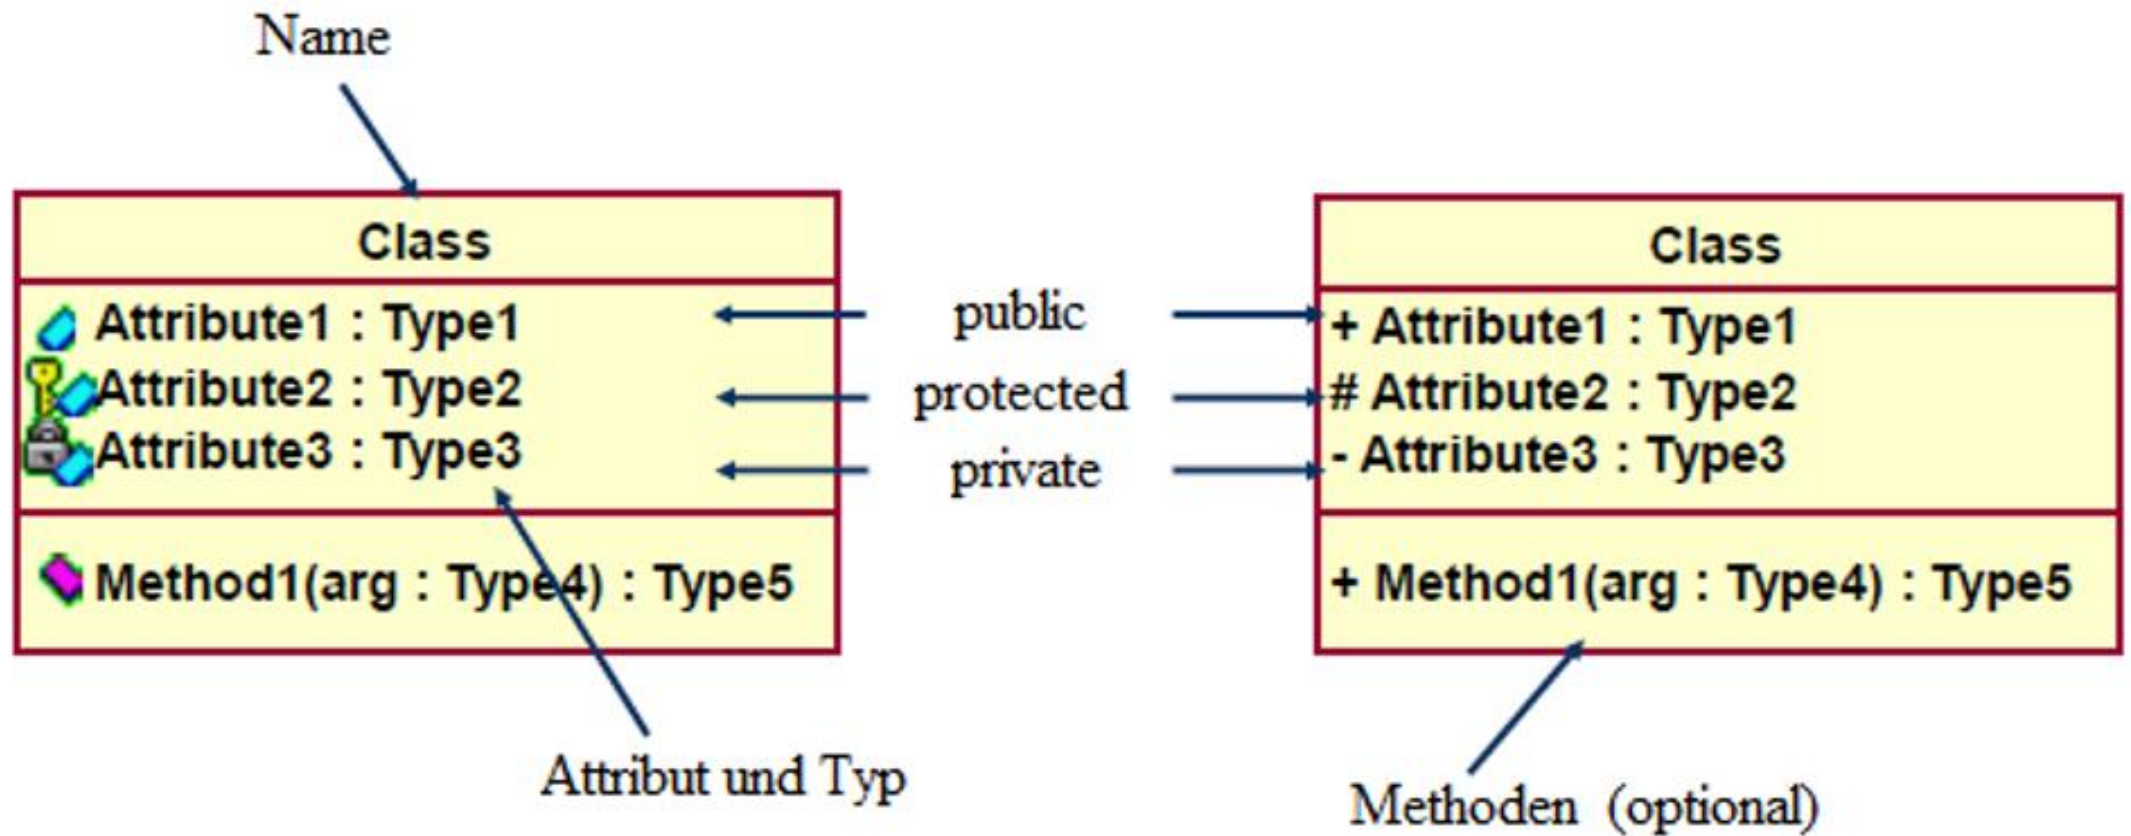 Name
Class
Attribute1 : Type1
Attribute2 : Type2
Attribute3 : Type3
Method1(arg : Type4) : Type5
public
protected
private
Class
+ Attribute1 : Type1
# Attribute2 : Type2
- Attribute3 : Type3
+ Method1(arg : Type4) : Type5
Attribut und Typ
Methoden (optional)